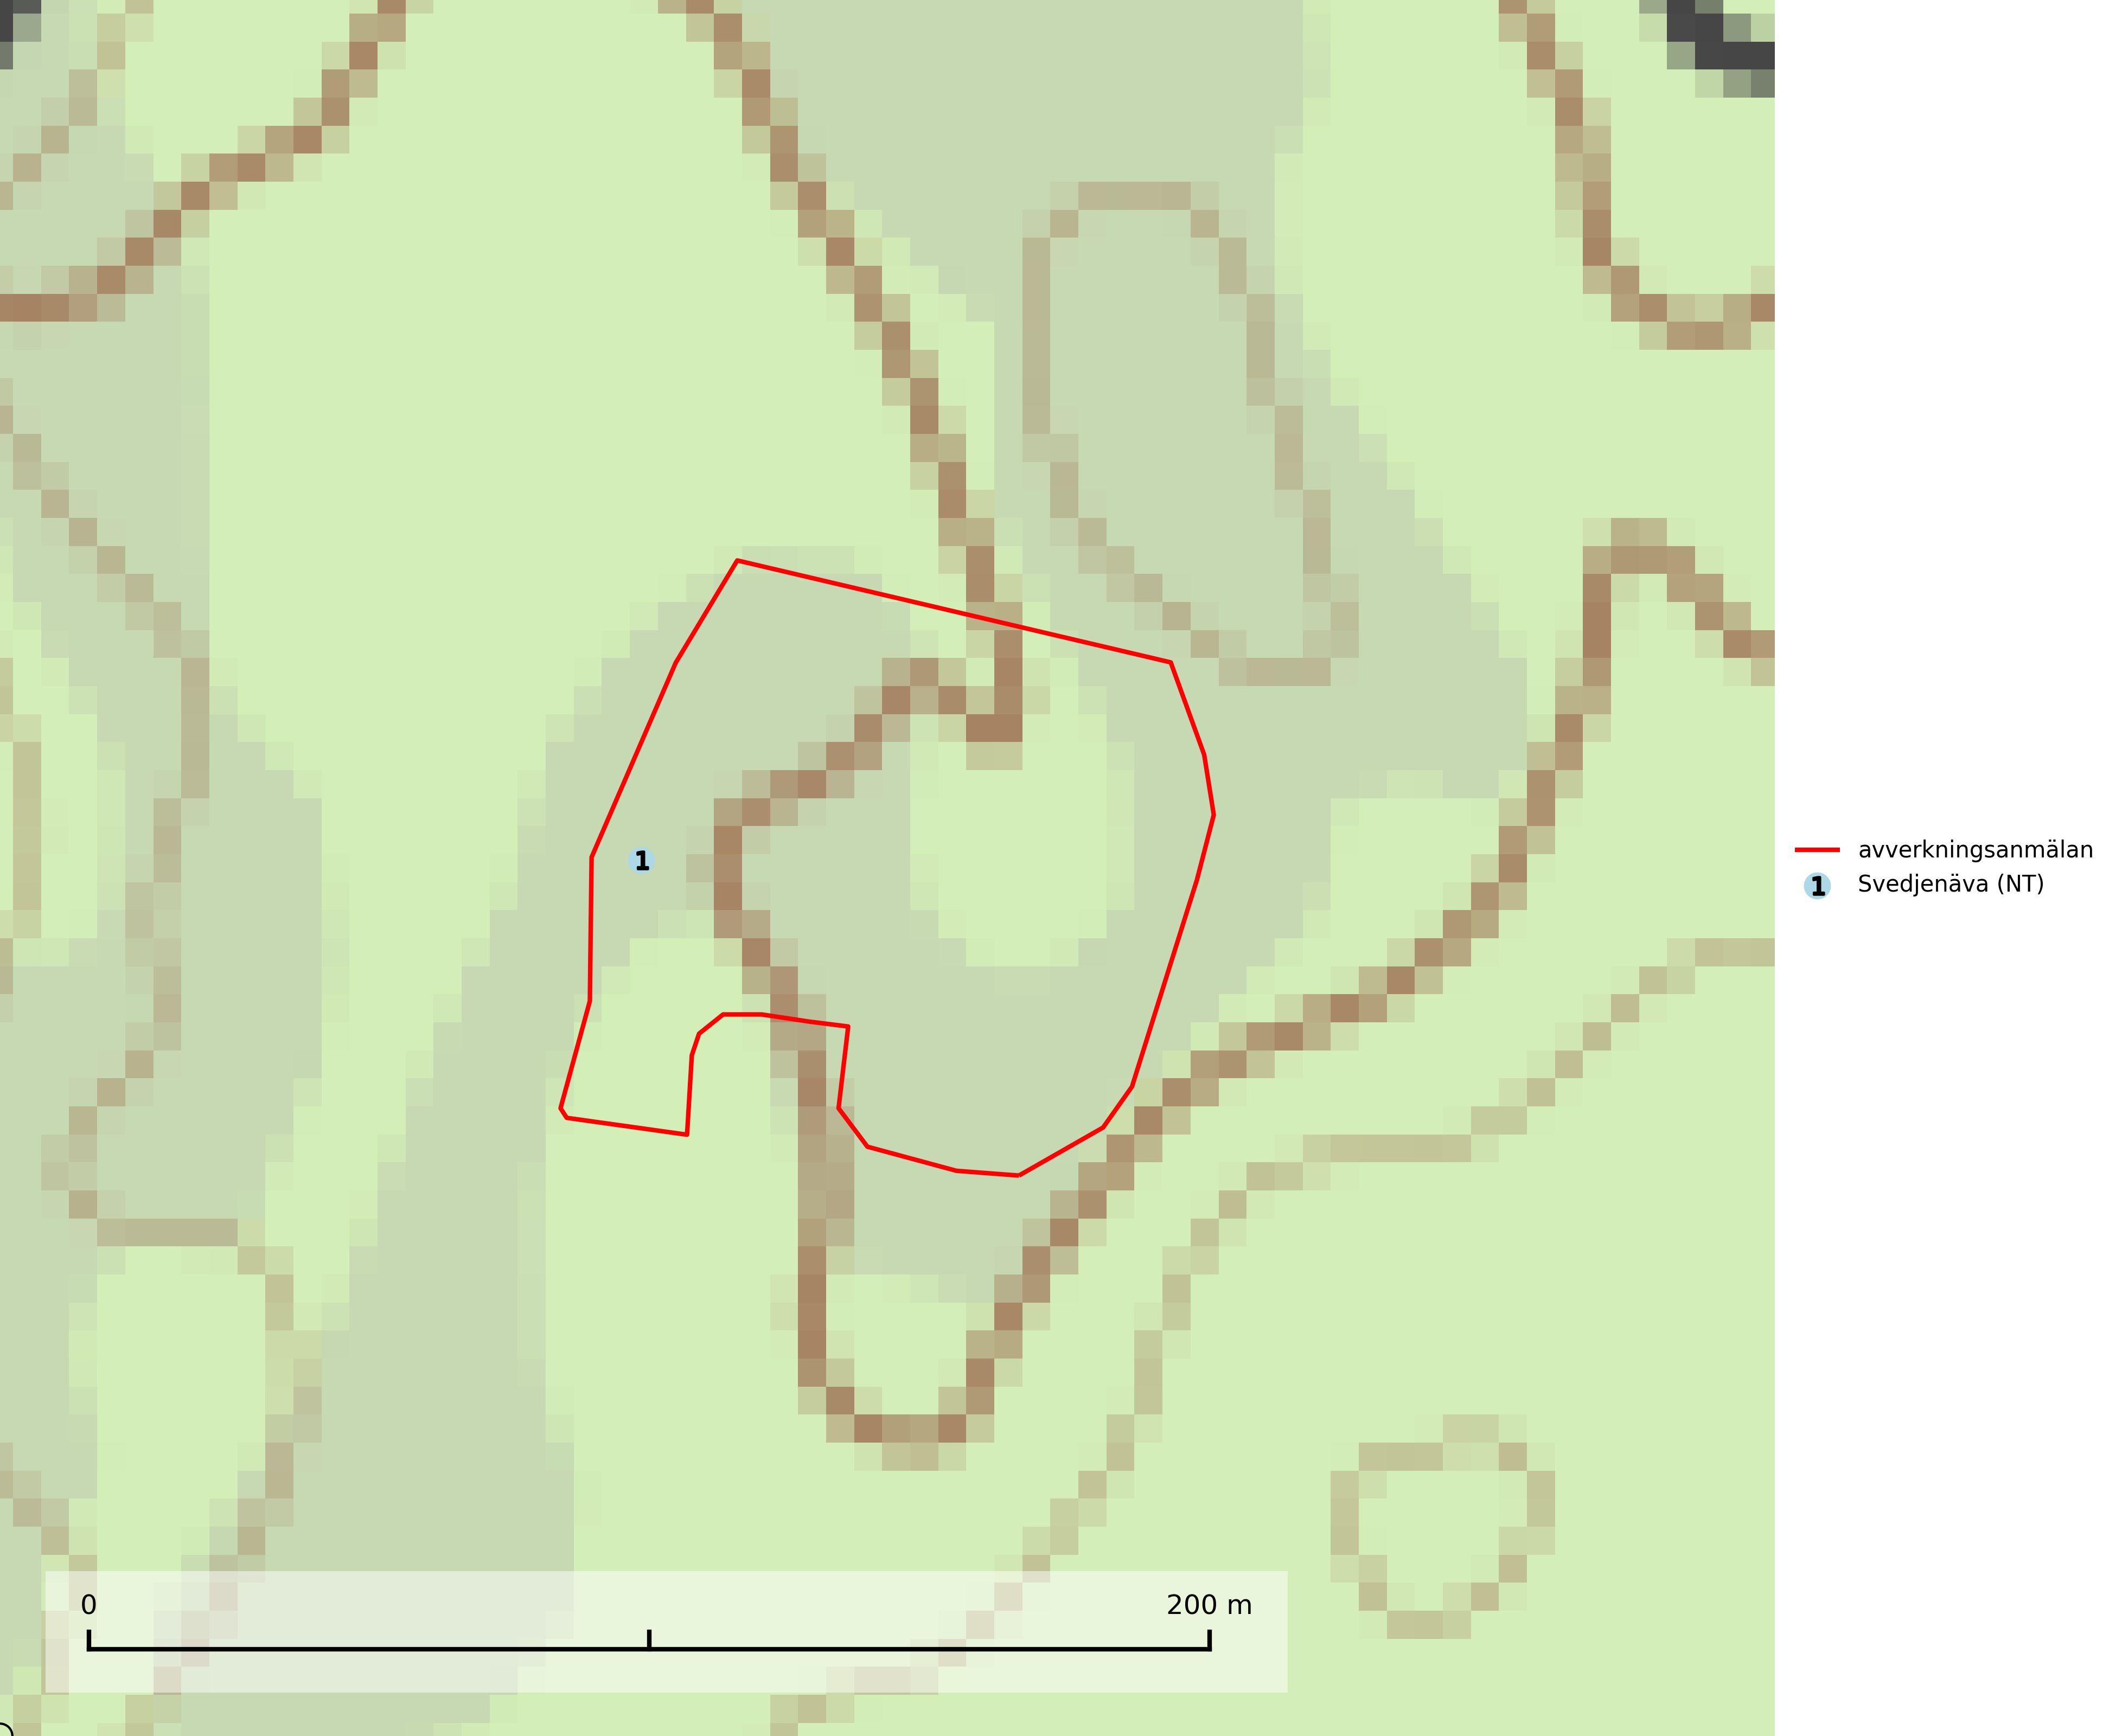 1
avverkningsanmälan
1 Svedjenäva (NT)
0 200 m